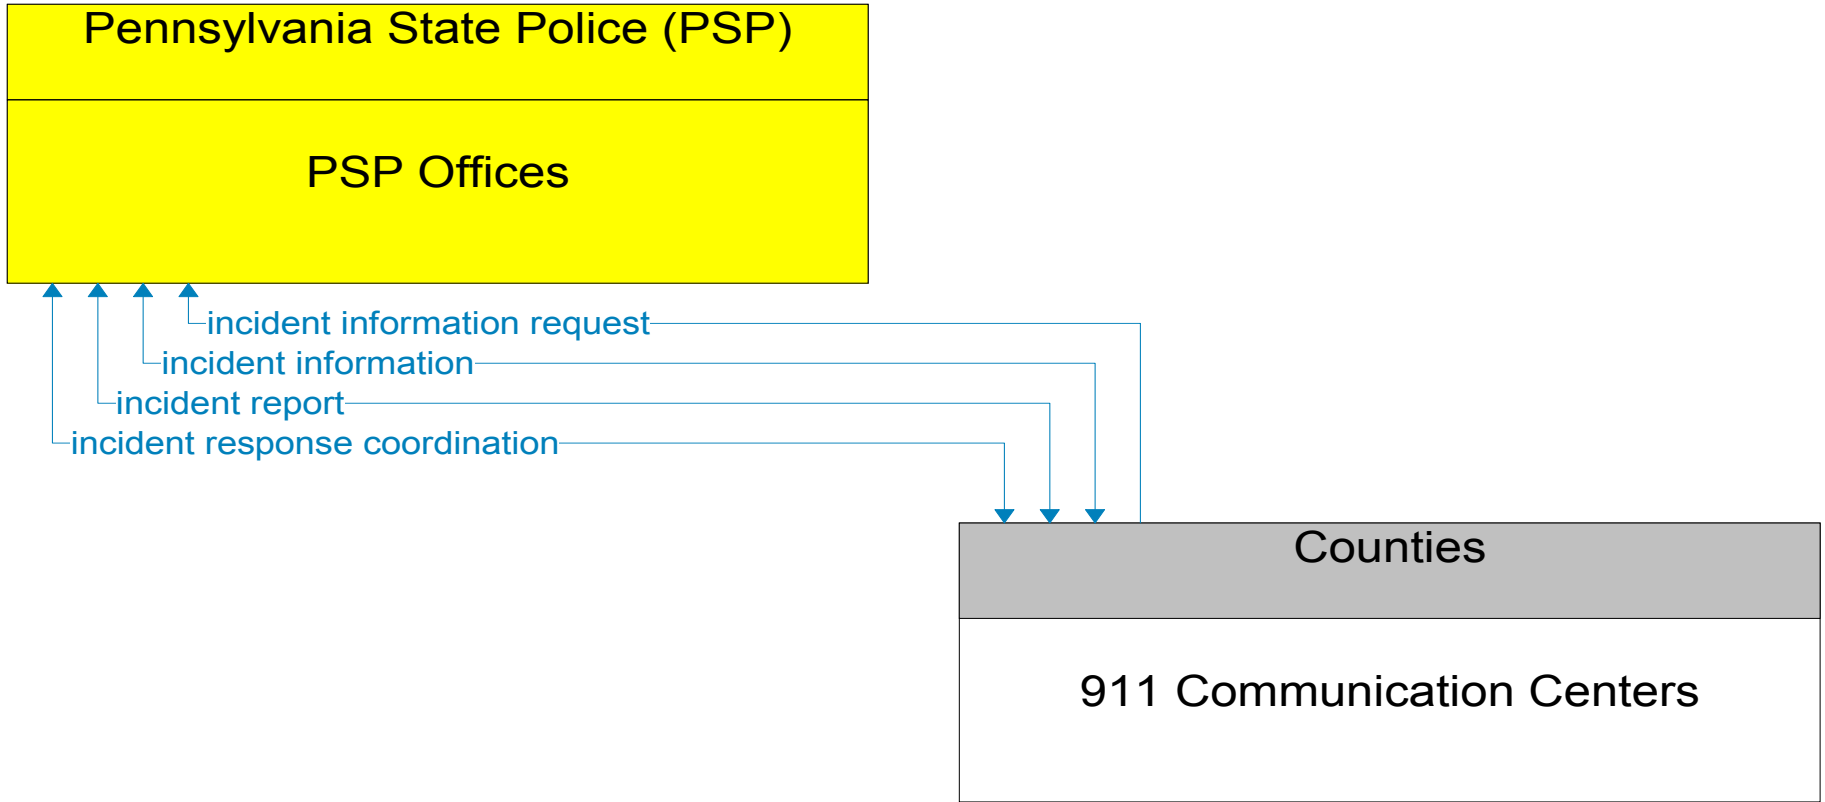 Pennsylvania State Police (PSP)
PSP Offices
incident information request
incident information
incident report
incident response coordination
Counties
911 Communication Centers